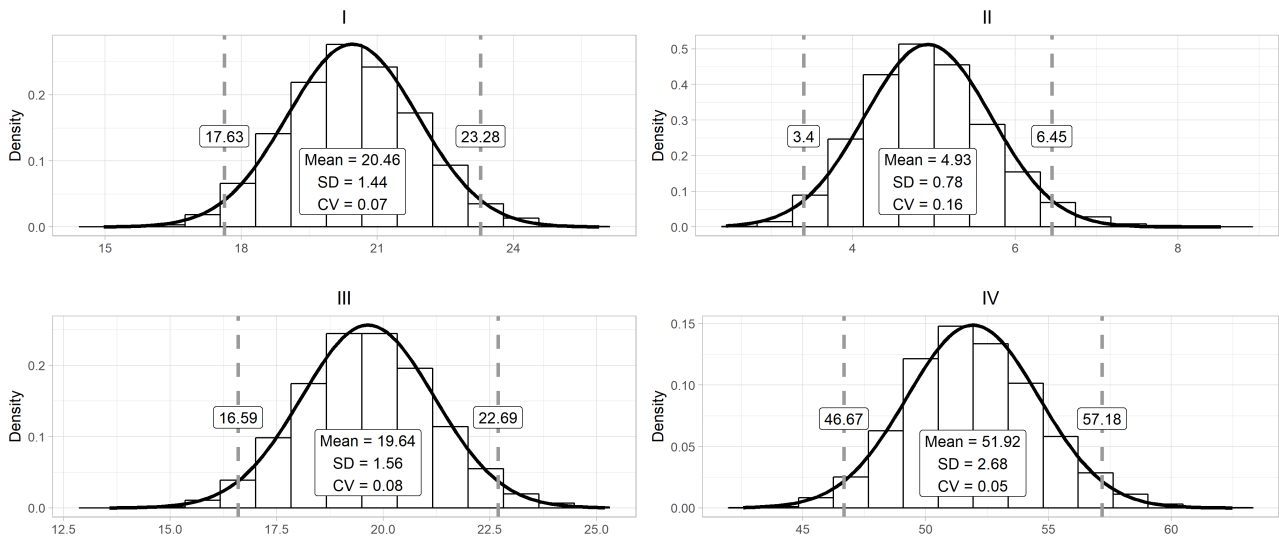 I
Density
0.2
0.1
0.0
17.63
23.28
Mean = 20.46
SD = 1.44
CV = 0.07
15 18 21 24
II
Density
0.5
0.4
0.3
0.2
0.1
0.0
3.4
6.45
Mean = 4.93
SD = 0.78
CV = 0.16
4 6 8
III
Density
0.2
0.1
0.0
16.59
22.69
Mean = 19.64
SD = 1.56
CV = 0.08
12.5 15.0 17.5 20.0 22.5 25.0
IV
Density
0.15
0.10
0.05
0.00
46.67
57.18
Mean = 51.92
SD = 2.68
CV = 0.05
45 50 55 60